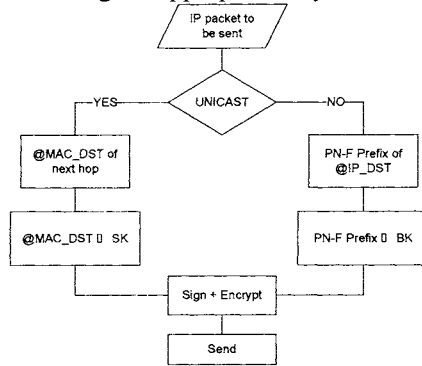 IP packet to
be sent
YES
UNICAST
NO
@MAC_DST of
next hop
PN-F Prefix of
@IP_DST
@MAC_DST ▯ SK
PN-F Prefix ▯ BK
Sign + Encrypt
Send